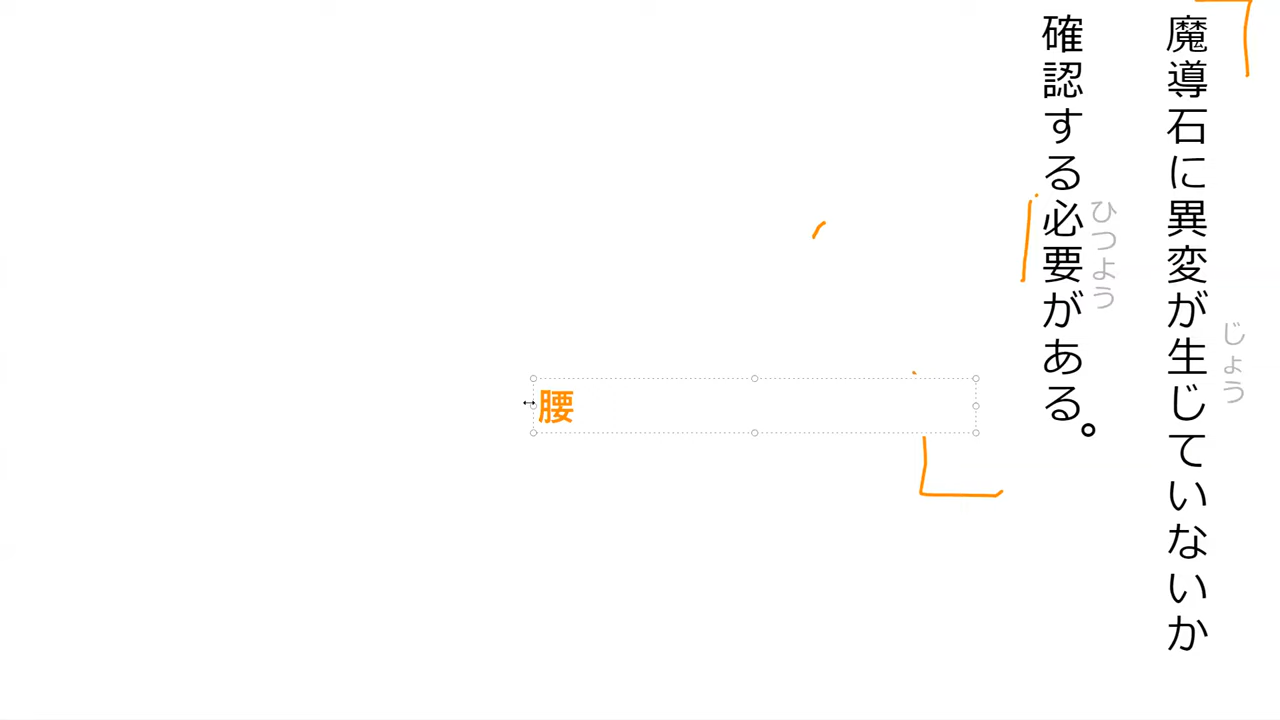 魔導石に異変が生じていないか
じょう
確認する必要がある。
ひつよう
腰